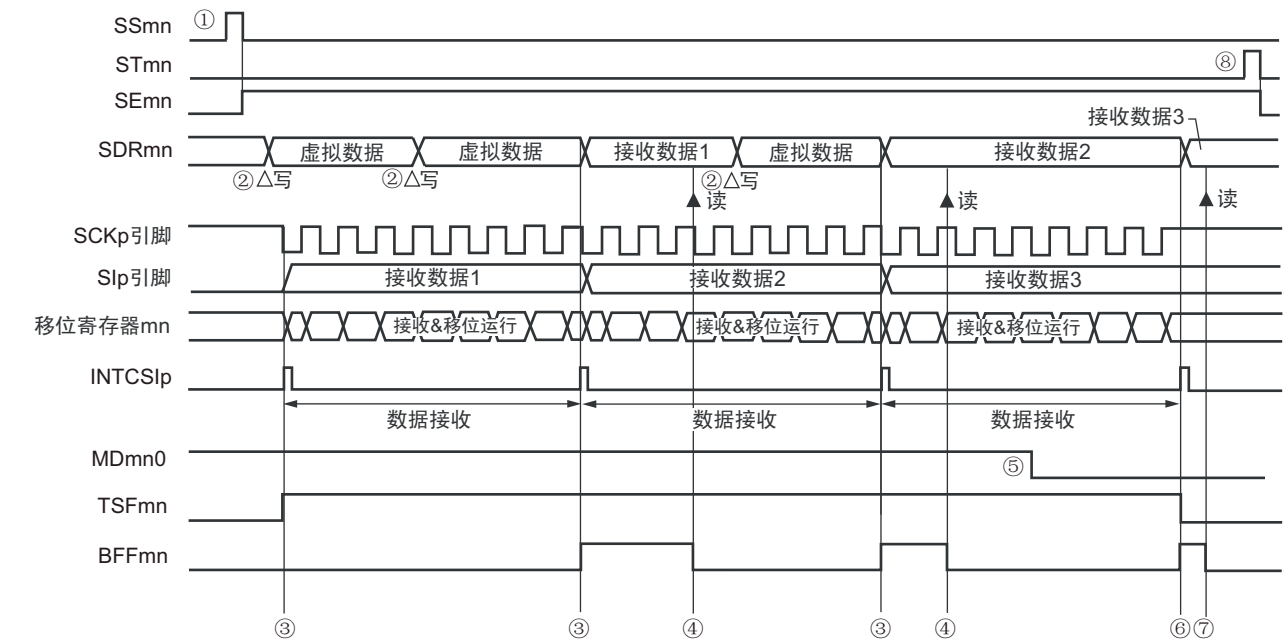 SSmn ①
STmn ⑧
SEmn
接收数据3
SDRmn 虚拟数据 虚拟数据 接收数据1 虚拟数据 接收数据2
②△写 ②△写 ②△写
读 读 读
SCKp引脚
SIp引脚 接收数据1 接收数据2 接收数据3
移位寄存器mn 接收&移位运行 接收&移位运行 接收&移位运行
INTCSIp
数据接收 数据接收 数据接收
MDmn0 ⑤
TSFmn
BFFmn
③ ③ ④ ③ ④ ⑥ ⑦